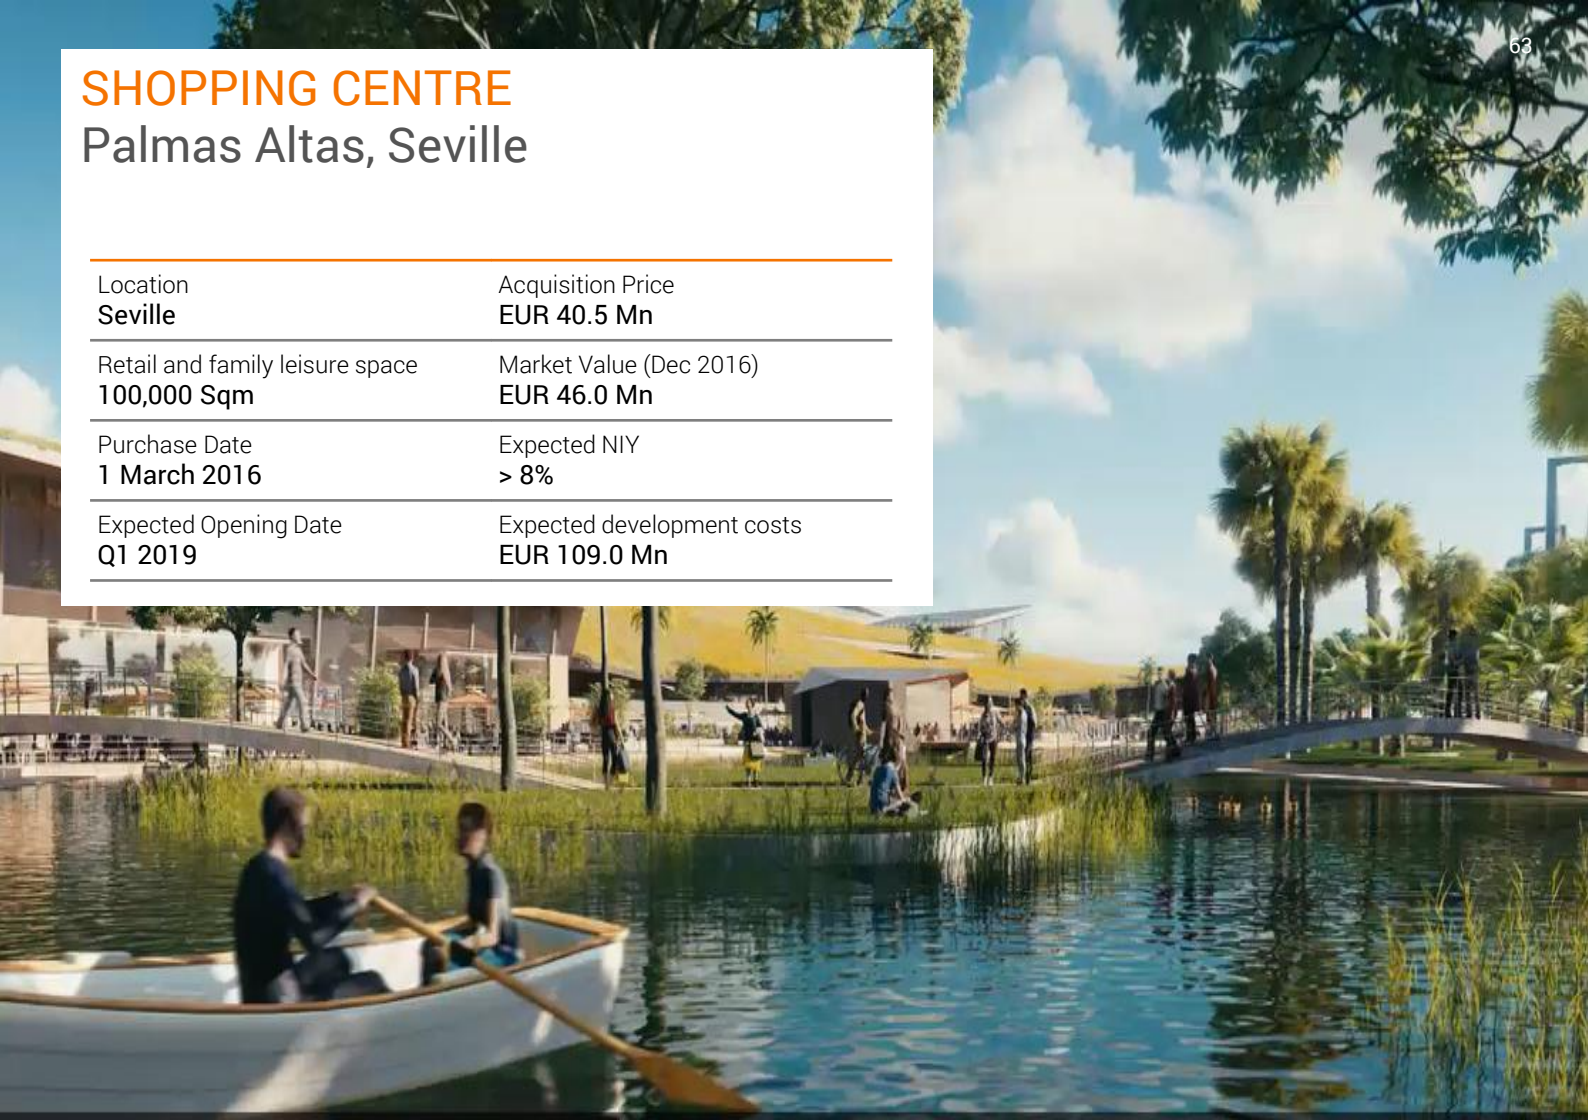 63
SHOPPING CENTRE
Palmas Altas, Seville
Location
Seville
Acquisition Price
EUR 40.5 Mn
Retail and family leisure space
100,000 Sqm
Market Value (Dec 2016)
EUR 46.0 Mn
Purchase Date
1 March 2016
Expected NIY
> 8%
Expected Opening Date
Q1 2019
Expected development costs
EUR 109.0 Mn